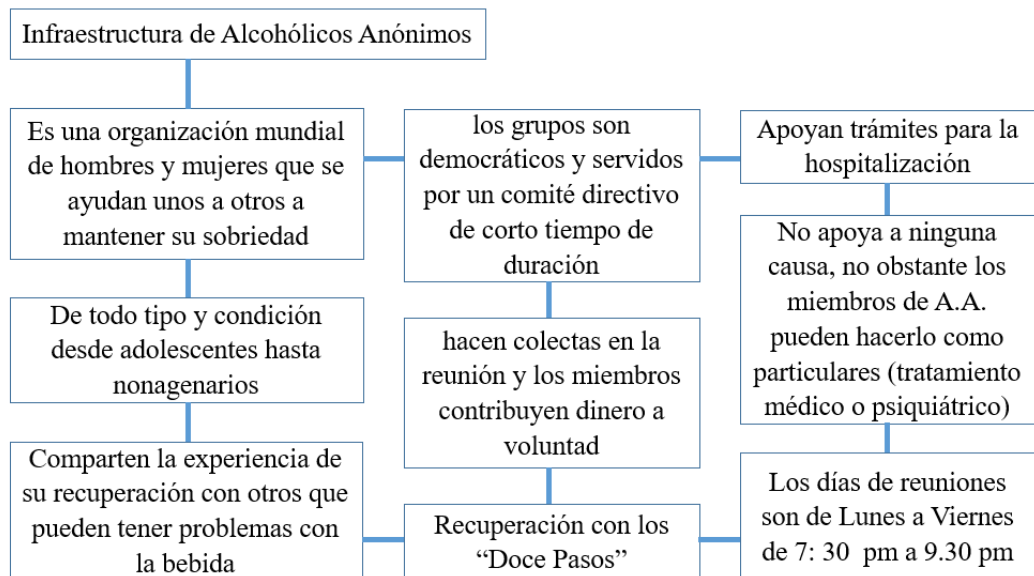 Infraestructura de Alcohólicos Anónimos
Es una organización mundial
de hombres y mujeres que se
ayudan unos a otros a
mantener su sobriedad
De todo tipo y condición
desde adolescentes hasta
nonagenarios
Comparten la experiencia de
su recuperación con otros que
pueden tener problemas con
la bebida
los grupos son
democráticos y servidos
por un comité directivo
de corto tiempo de
duración
hacen colectas en la
reunión y los miembros
contribuyen dinero a
voluntad
Recuperación con los
“Doce Pasos”
Apoyan trámites para la
hospitalización
No apoya a ninguna
causa, no obstante los
miembros de A.A.
pueden hacerlo como
particulares (tratamiento
médico o psiquiátrico)
Los días de reuniones
son de Lunes a Viernes
de 7: 30 pm a 9.30 pm